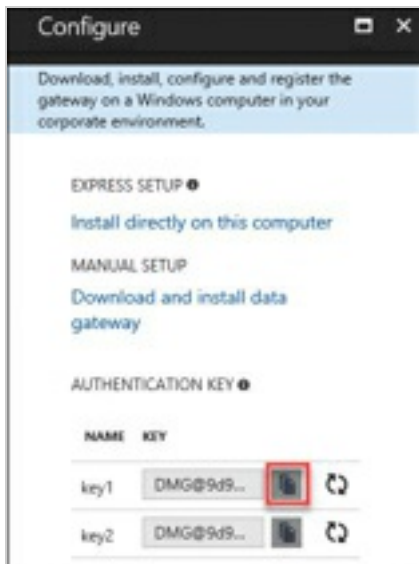 Configure
Download, install, configure and register the
gateway on a Windows computer in your
corporate environment.
EXPRESS SETUP
Install directly on this computer
MANUAL SETUP
Download and install data
gateway
AUTHENTICATION KEY
NAME KEY
key1 DMG@9d9...
key2 DMG@9d9...